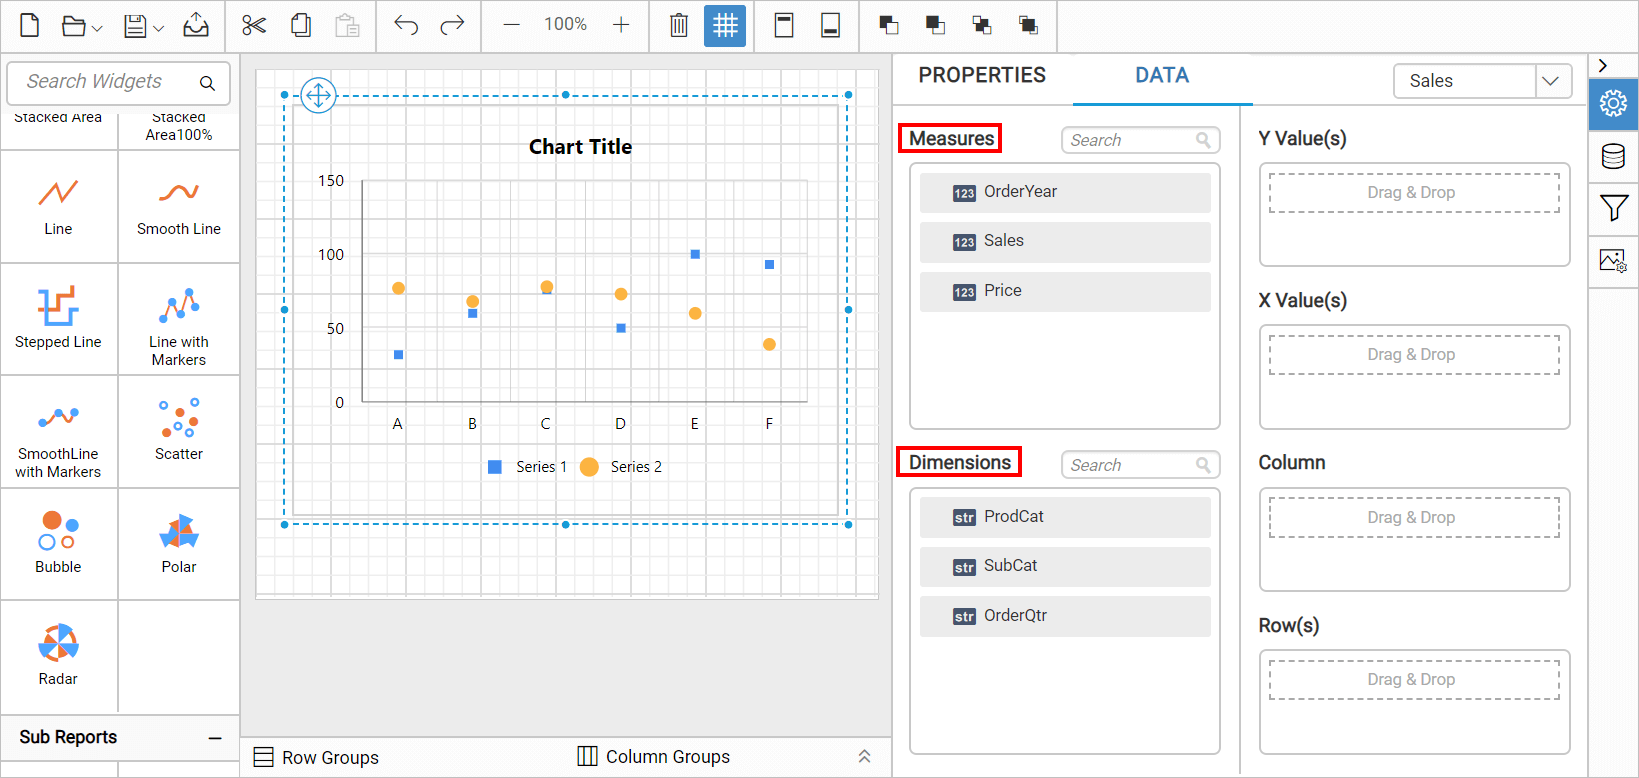 100%
Search Widgets
Stacked Area
Stacked
Area100%
Line
Smooth Line
Stepped Line
Line with
Markers
SmoothLine
with Markers
Scatter
Bubble
Polar
Radar
Sub Reports
Chart Title
150
100
50
0
A B C D E F
Series 1 Series 2
Row Groups
Column Groups
PROPERTIES
DATA
Sales
Measures
Search
123 OrderYear
123 Sales
123 Price
Dimensions
Search
str ProdCat
str SubCat
str OrderQtr
Y Value(s)
Drag & Drop
X Value(s)
Drag & Drop
Column
Drag & Drop
Row(s)
Drag & Drop